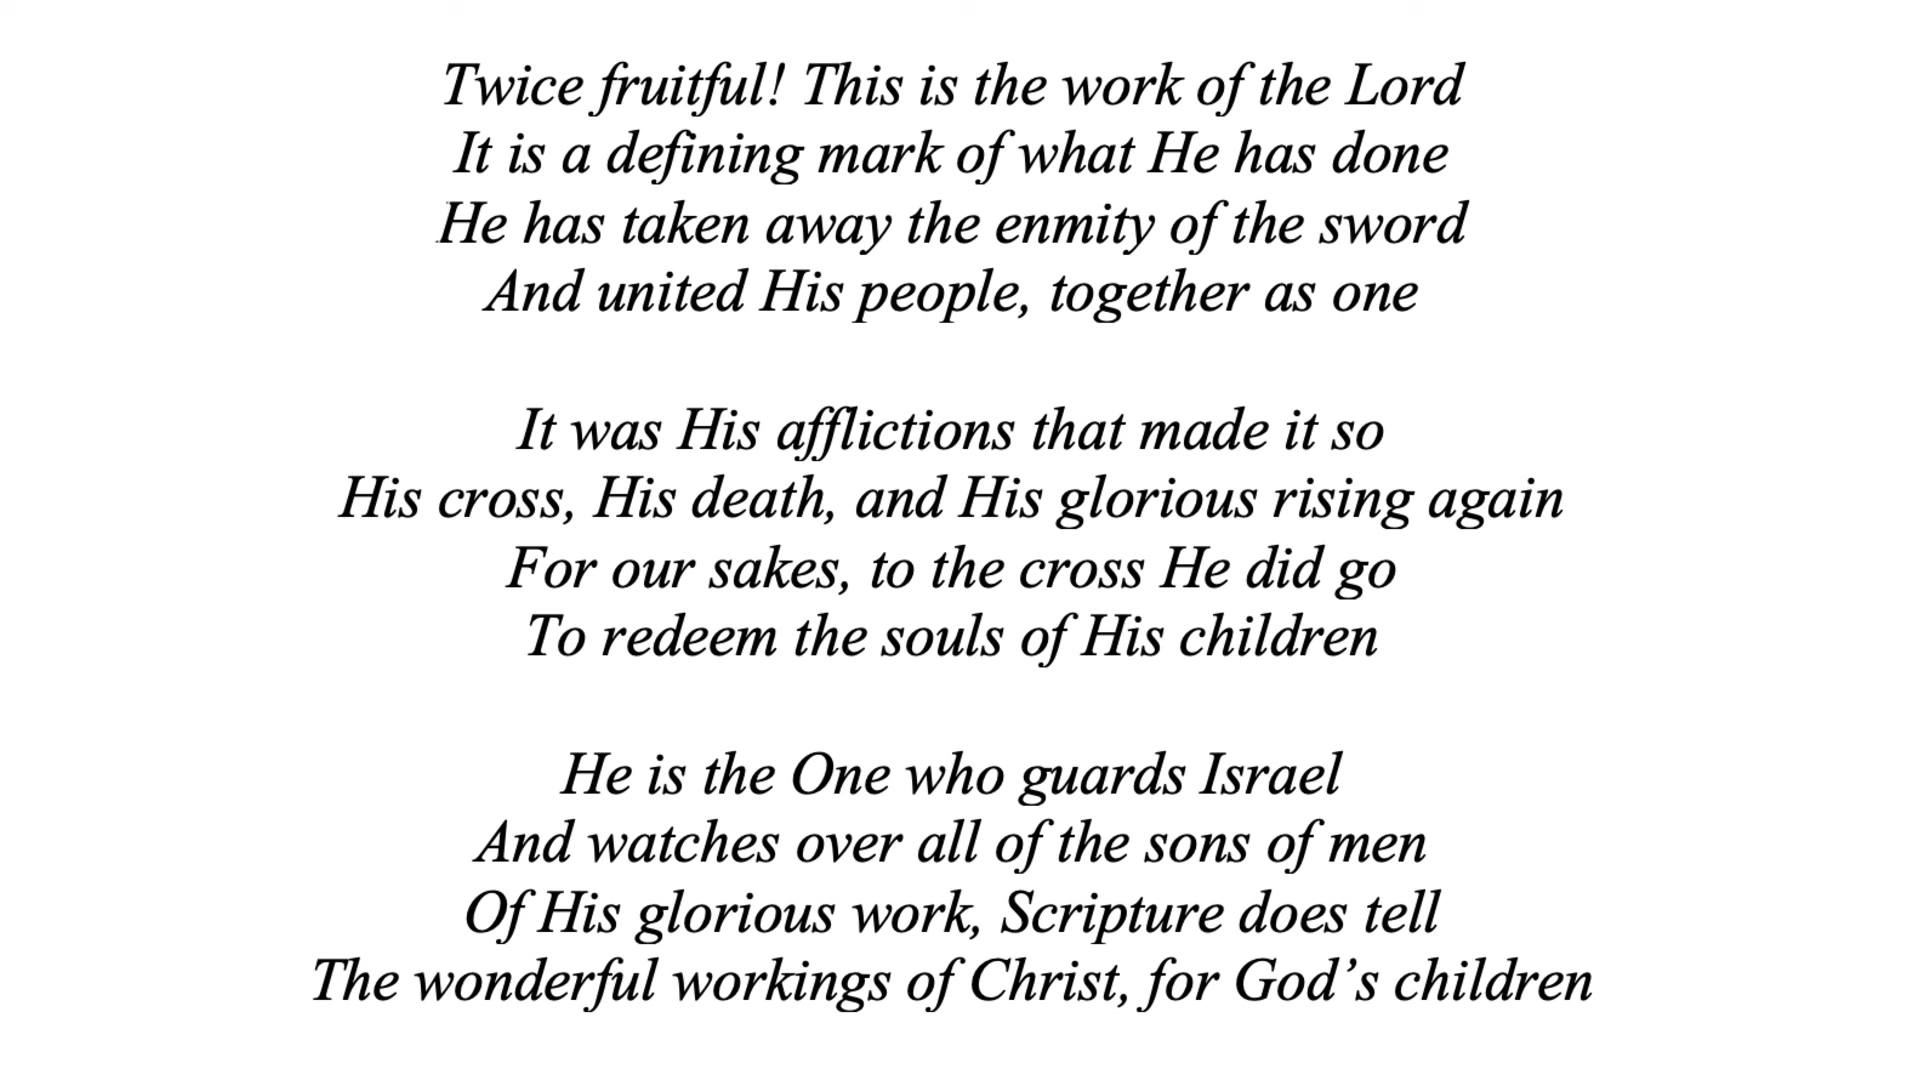 Twice fruitful! This is the work of the Lord
It is a defining mark of what He has done
He has taken away the enmity of the sword
And united His people, together as one
It was His afflictions that made it so
His cross, His death, and His glorious rising again
For our sakes, to the cross He did go
To redeem the souls of His children
He is the One who guards Israel
And watches over all of the sons of men
Of His glorious work, Scripture does tell
The wonderful workings of Christ, for God’s children